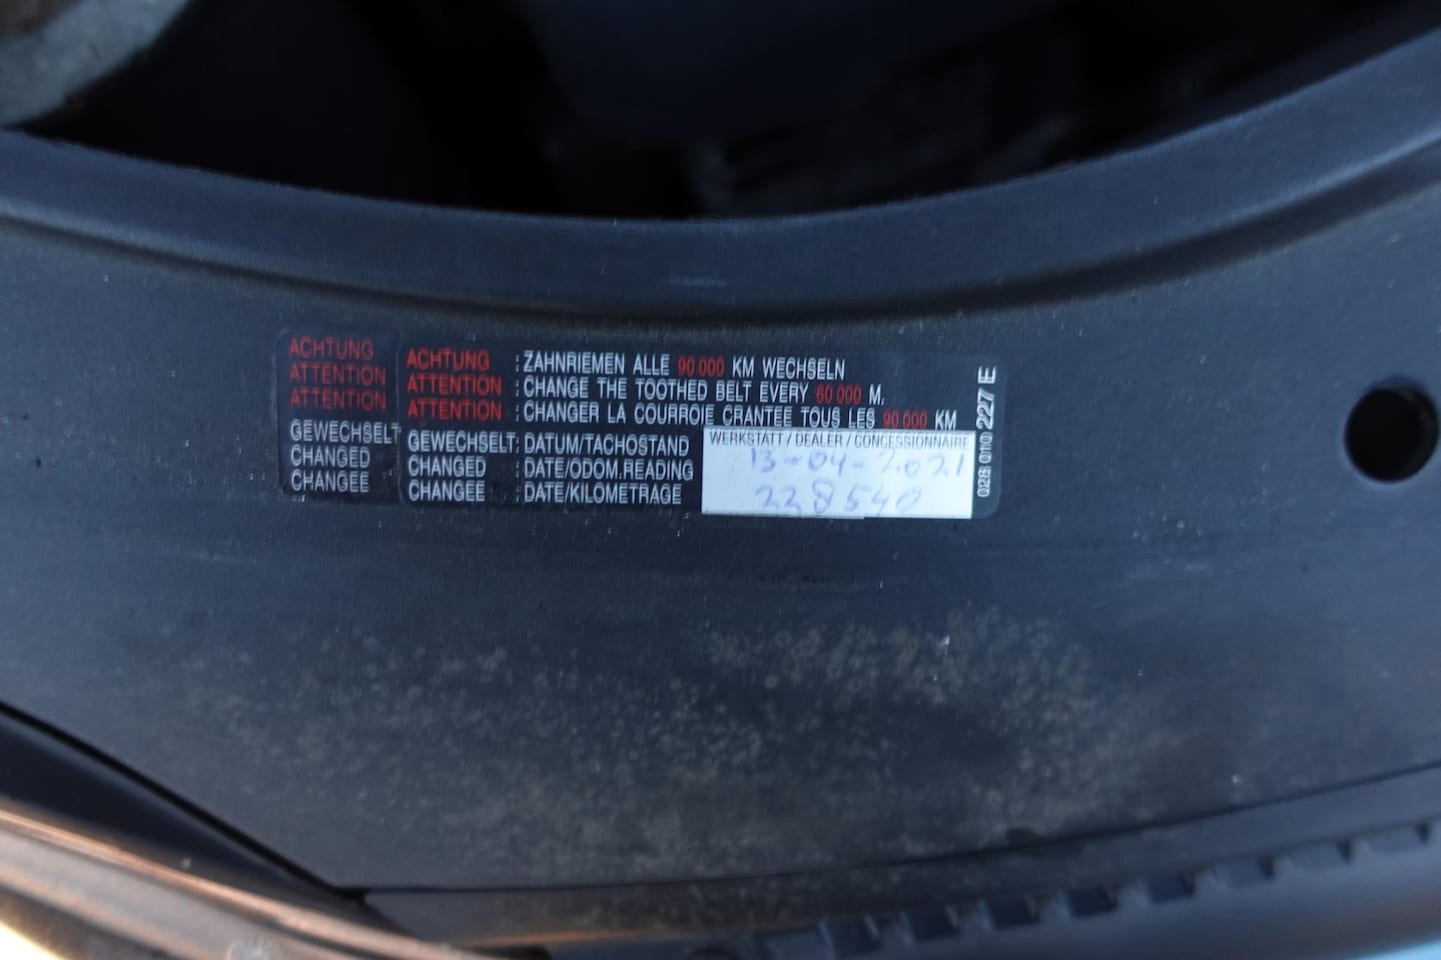 ACHTUNG
ATTENTION
ATTENTION
GEWECHSELT
CHANGED
CHANGEE
ACHTUNG : ZAHNRIEMEN ALLE 90 000 KM WECHSELN
ATTENTION : CHANGE THE TOOTHED BELT EVERY 60 000 M.
ATTENTION : CHANGER LA COURROIE CRANTEE TOUS LES 90 000 KM
GEWECHSELT: DATUM/TACHOSTAND
CHANGED : DATE/ODOM.READING
CHANGEE : DATE/KILOMETRAGE
WERKSTATT / DEALER / CONCESSIONNAIRE
13-04-2021
228540
028 010 227 E